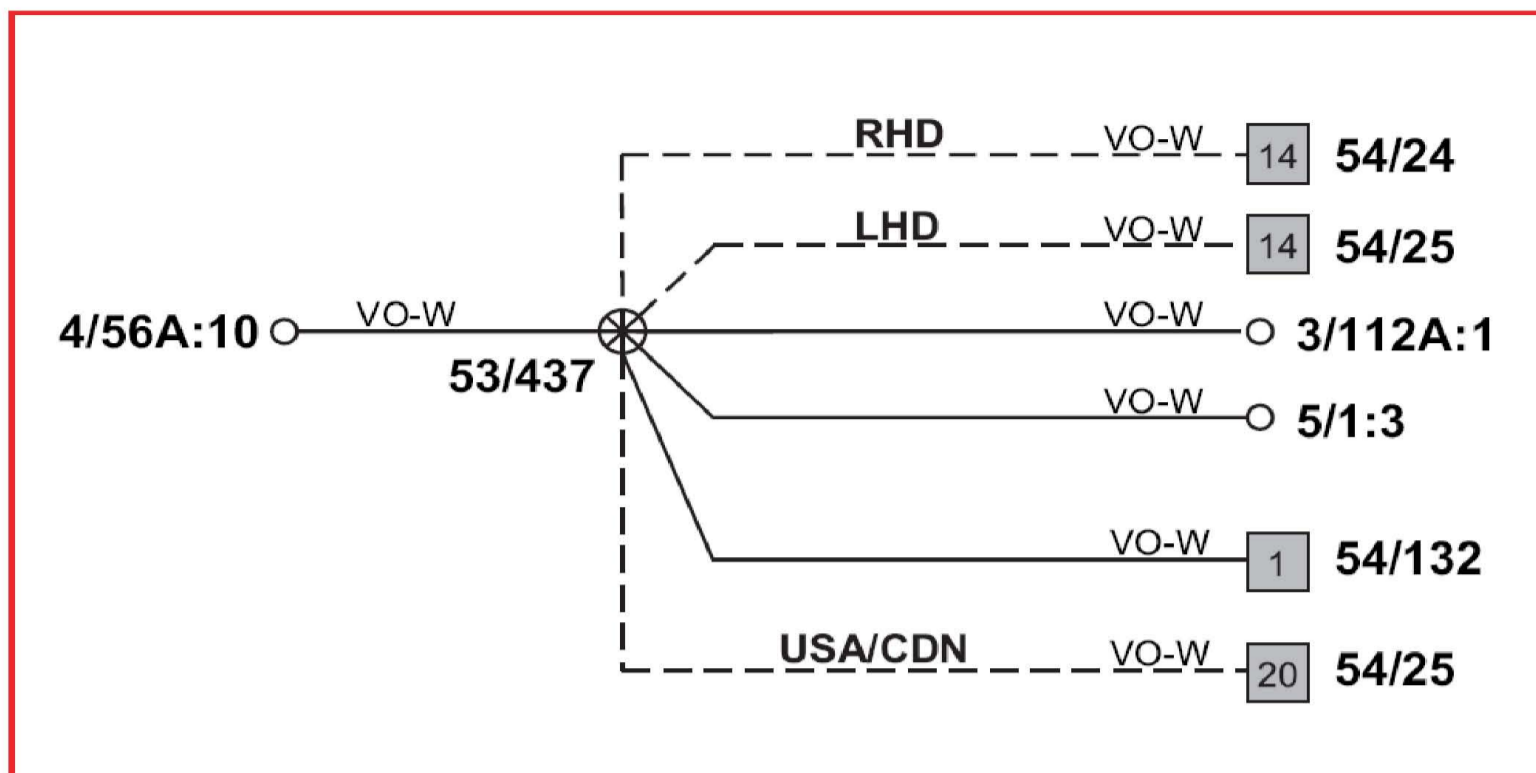 RHD VO-W 14 54/24
LHD VO-W 14 54/25
4/56A:10 VO-W VO-W 3/112A:1
53/437
VO-W 5/1:3
VO-W 1 54/132
USA/CDN VO-W 20 54/25